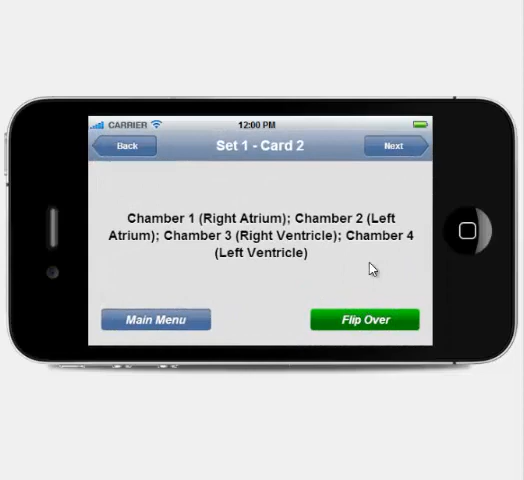 CARRIER 12:00 PM
Back Set 1 - Card 2 Next
Chamber 1 (Right Atrium); Chamber 2 (Left
Atrium); Chamber 3 (Right Ventricle); Chamber 4
(Left Ventricle)
Main Menu Flip Over